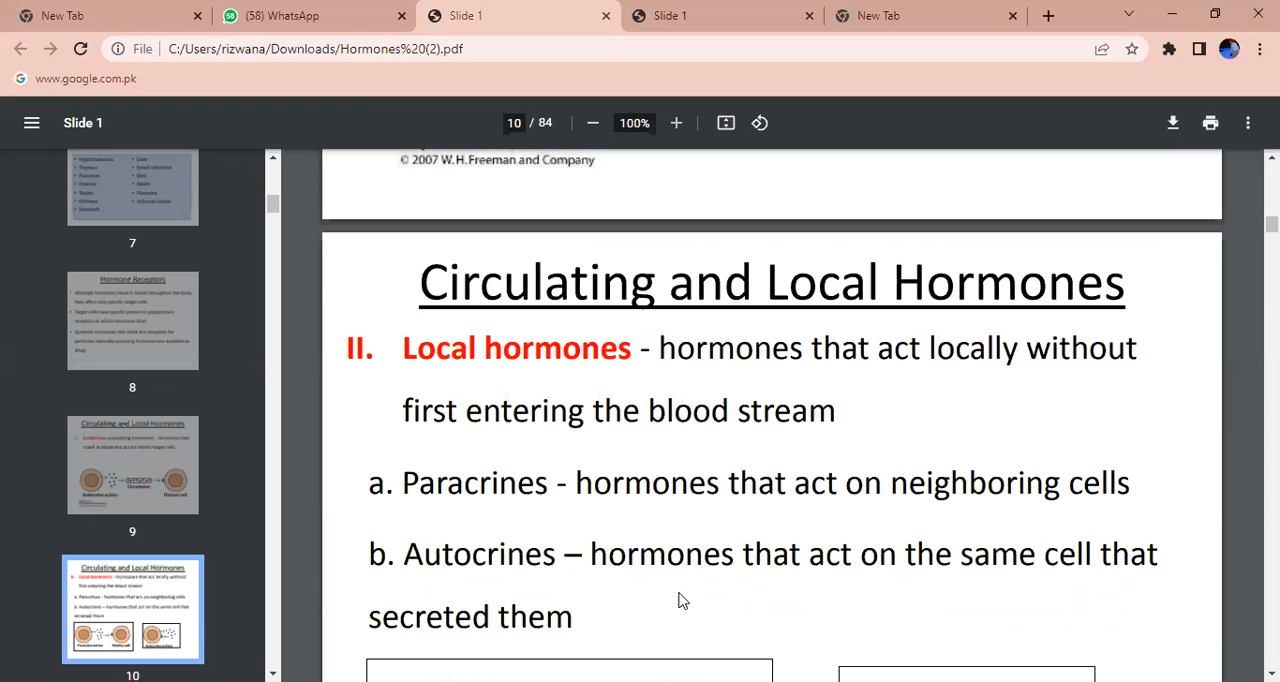 New Tab
(58) WhatsApp
Slide 1
Slide 1
New Tab
File
C:/Users/rizwana/Downloads/Hormones%20(2).pdf
www.google.com.pk
Slide 1
10 / 84
100%
© 2007 W.H.Freeman and Company
7
Hormone Receptors
8
Circulating and Local Hormones
9
Circulating and Local Hormones
10
Circulating and Local Hormones
II. Local hormones - hormones that act locally without
first entering the blood stream
a. Paracrines - hormones that act on neighboring cells
b. Autocrines – hormones that act on the same cell that
secreted them